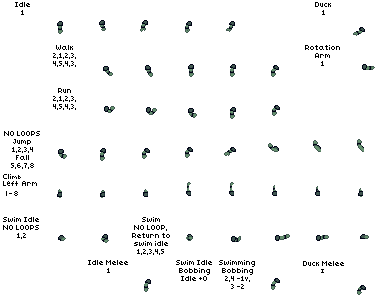 Idle
1
Duck
1
Walk
2,1,2,3,
4,5,4,3,
Rotation
Arm
1
Run
2,1,2,3,
4,5,4,3,
NO LOOPS
Jump
1,2,3,4
Fall
5,6,7,8
Climb
Left Arm
1-8
Swim Idle
NO LOOPS
1,2
Swim
NO LOOP,
Return to
swim idle
1,2,3,4,5
Idle Melee
1
Swim Idle
Bobbing
Idle +0
Swimming
Bobbing
2,4 -1v,
3 -2
Duck Melee
1